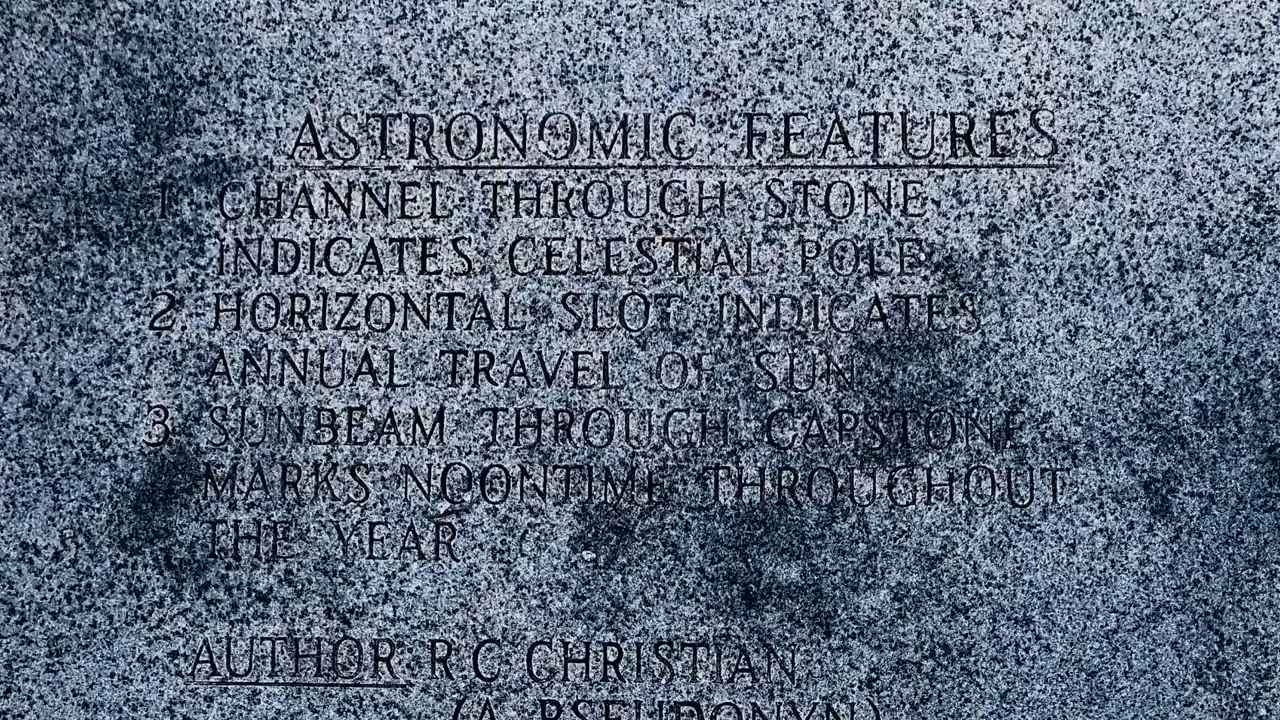 ASTRONOMIC FEATURES
1. CHANNEL THROUGH STONE
INDICATES CELESTIAL POLE
2. HORIZONTAL SLOT INDICATES
ANNUAL TRAVEL OF SUN
3. SUNBEAM THROUGH CAPSTONE
MARKS NOONTIME THROUGHOUT
THE YEAR
AUTHOR R C CHRISTIAN
(A PSEUDONYN)